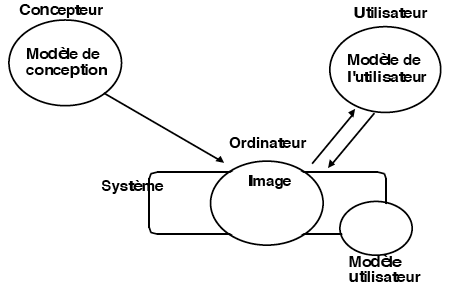 Concepteur
Utilisateur
Modèle de
conception
Modèle de
l'utilisateur
Ordinateur
Système
Image
Modèle
utilisateur